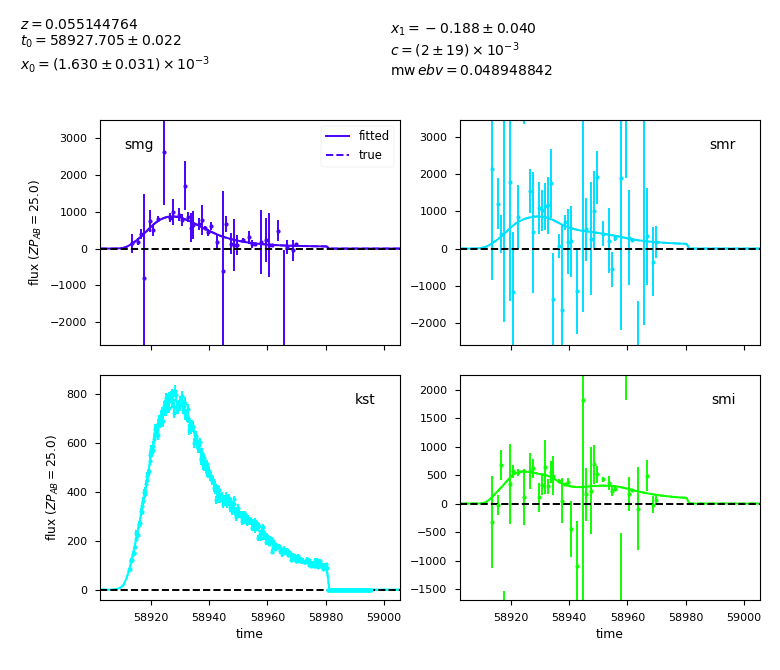 z = 0.055144764
t₀ = 58927.705 ± 0.022
x₀ = (1.630 ± 0.031) × 10⁻³
x₁ = −0.188 ± 0.040
c = (2 ± 19) × 10⁻³
mw ebv = 0.048948842
smg
fitted
true
3000
2000
1000
0
−1000
−2000
flux (ZP_AB = 25.0)
smr
3000
2000
1000
0
−1000
−2000
kst
800
600
400
200
0
flux (ZP_AB = 25.0)
58920 58940 58960 58980 59000
time
smi
2000
1500
1000
500
0
−500
−1000
−1500
58920 58940 58960 58980 59000
time